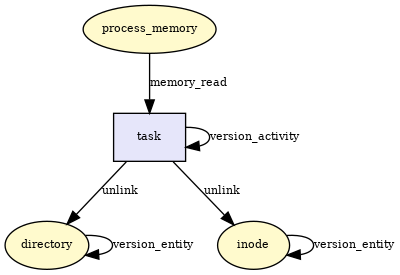 process_memory
memory_read
task
version_activity
unlink
unlink
directory
version_entity
inode
version_entity